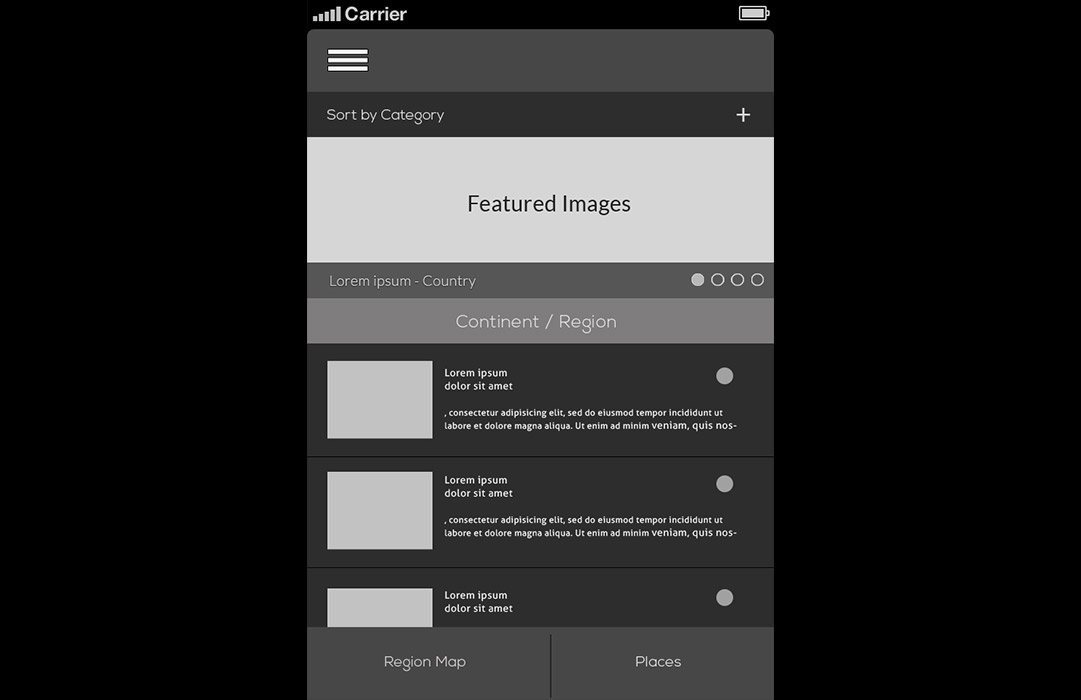 Carrier
Sort by Category
Featured Images
Lorem ipsum - Country
Continent / Region
Lorem ipsum
dolor sit amet
, consectetur adipisicing elit, sed do eiusmod tempor incididunt ut
labore et dolore magna aliqua. Ut enim ad minim veniam, quis nos-
Lorem ipsum
dolor sit amet
, consectetur adipisicing elit, sed do eiusmod tempor incididunt ut
labore et dolore magna aliqua. Ut enim ad minim veniam, quis nos-
Lorem ipsum
dolor sit amet
Region Map
Places